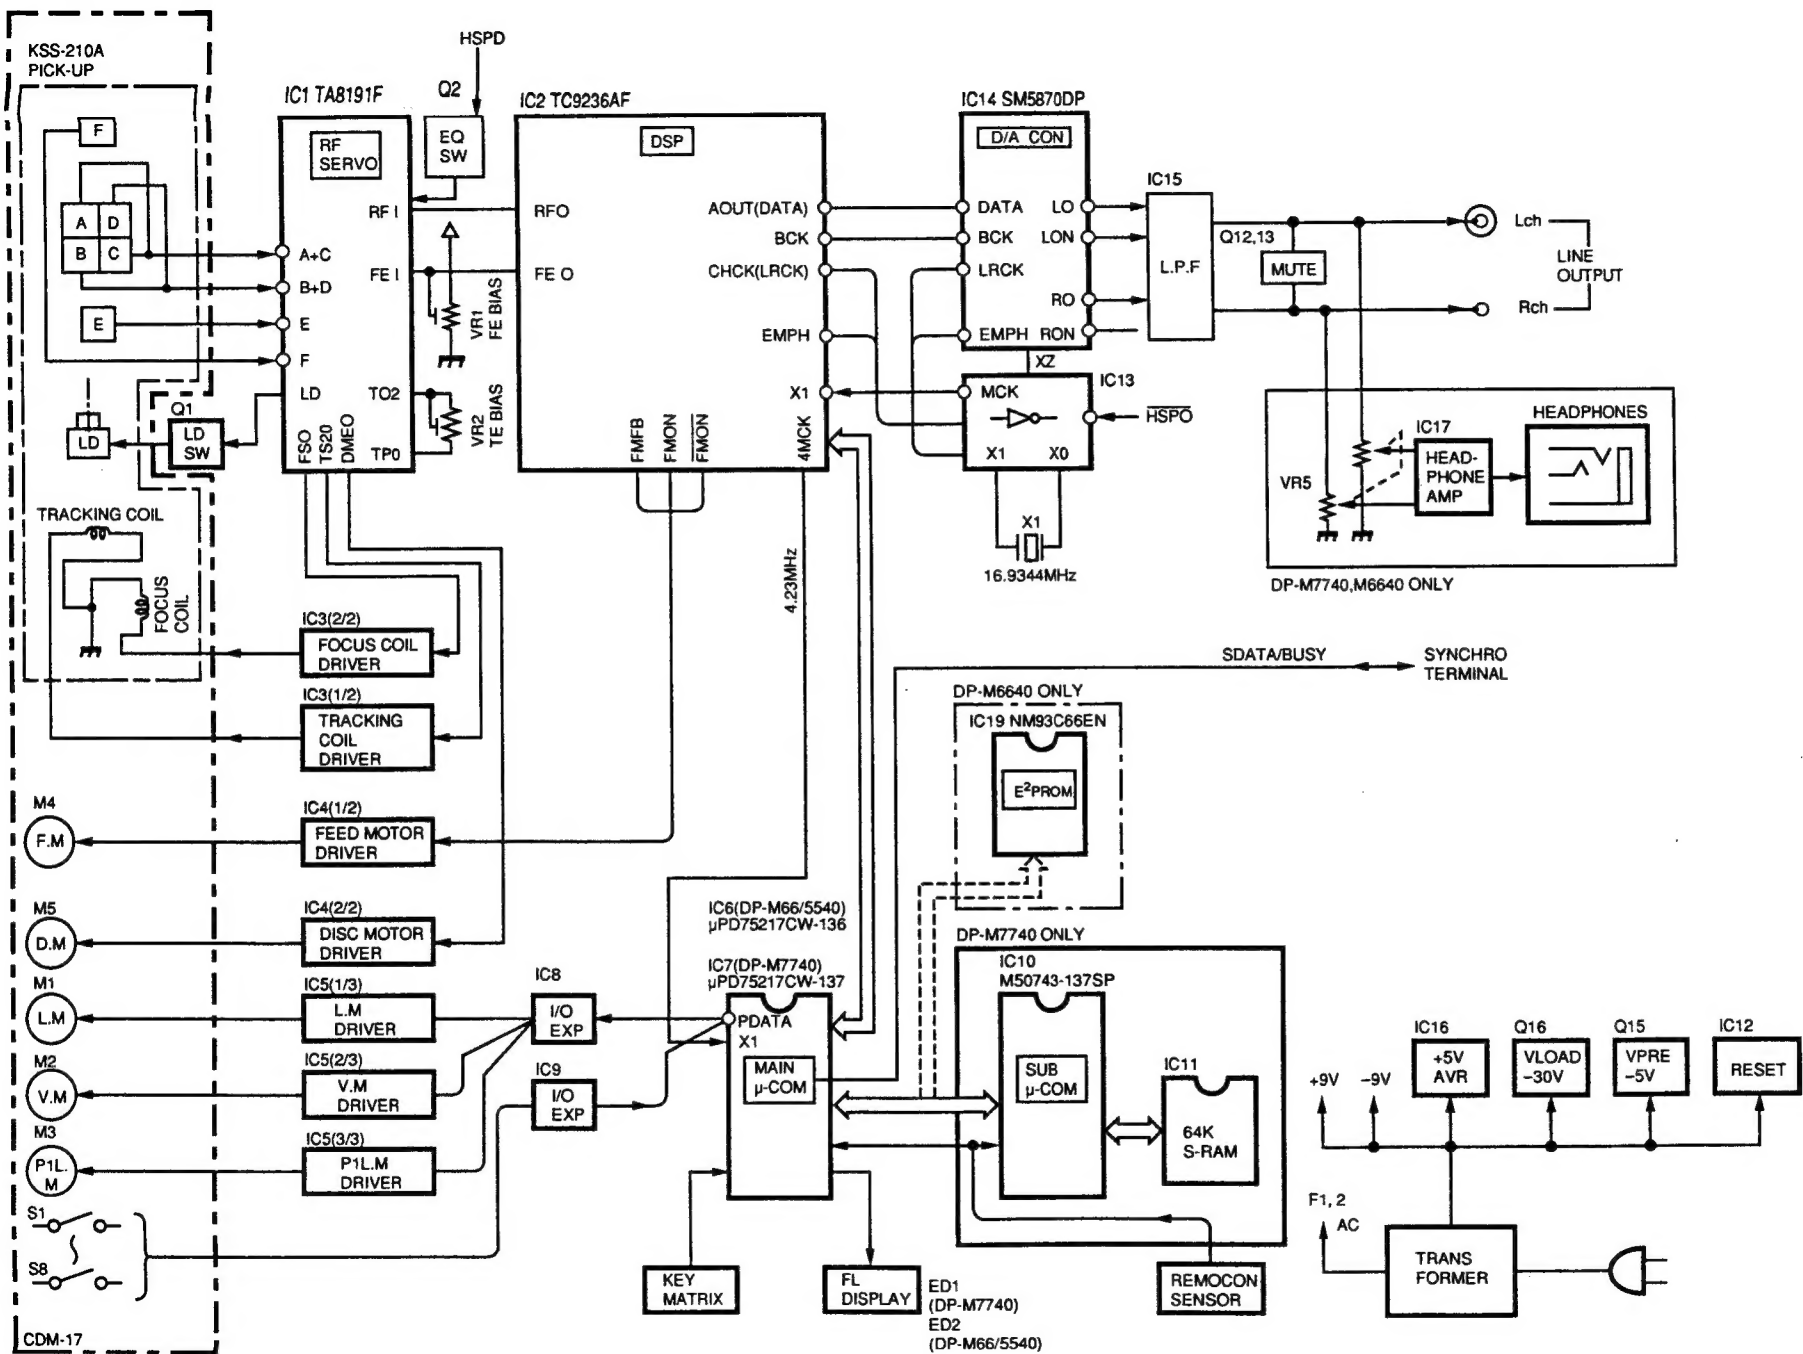 KSS-210A
PICK-UP
F
A D
B C
E
LD
Q1
LD
SW
TRACKING COIL
FOCUS
COIL
M4
F.M
M5
D.M
M1
L.M
M2
V.M
M3
P1L.
M
S1
S8
CDM-17
IC1 TA8191F
RF
SERVO
RF I
A+C
FE I
B+D
E
F
LD
TO2
TP0
FSO
TS20
DMEO
HSPD
Q2
EQ
SW
VR1
FE BIAS
VR2
TE BIAS
IC2 TC9236AF
DSP
RFO
FE O
AOUT(DATA)
BCK
CHCK(LRCK)
EMPH
X1
FMFB
FMON
FMON
4MCK
4.23MHz
IC14 SM5870DP
D/A CON
DATA
LO
BCK
LON
LRCK
RO
EMPH
RON
XZ
IC13
MCK
HSPO
X1
X0
X1
16.9344MHz
IC15
L.P.F
Q12,13
MUTE
Lch
LINE
OUTPUT
Rch
HEADPHONES
IC17
HEAD-
PHONE
AMP
VR5
DP-M7740,M6640 ONLY
IC3(2/2)
FOCUS COIL
DRIVER
IC3(1/2)
TRACKING
COIL
DRIVER
IC4(1/2)
FEED MOTOR
DRIVER
IC4(2/2)
DISC MOTOR
DRIVER
IC5(1/3)
L.M
DRIVER
IC5(2/3)
V.M
DRIVER
IC5(3/3)
P1L.M
DRIVER
IC8
I/O
EXP
IC9
I/O
EXP
SDATA/BUSY
SYNCHRO
TERMINAL
DP-M6640 ONLY
IC19 NM93C66EN
E²PROM
IC6(DP-M66/5540)
µPD75217CW-136
IC7(DP-M7740)
µPD75217CW-137
PDATA
X1
MAIN
µ-COM
DP-M7740 ONLY
IC10
M50743-137SP
SUB
µ-COM
IC11
64K
S-RAM
KEY
MATRIX
FL
DISPLAY
ED1
(DP-M7740)
ED2
(DP-M66/5540)
REMOCON
SENSOR
+9V
-9V
IC16
+5V
AVR
Q16
VLOAD
-30V
Q15
VPRE
-5V
IC12
RESET
F1, 2
AC
TRANS
FORMER